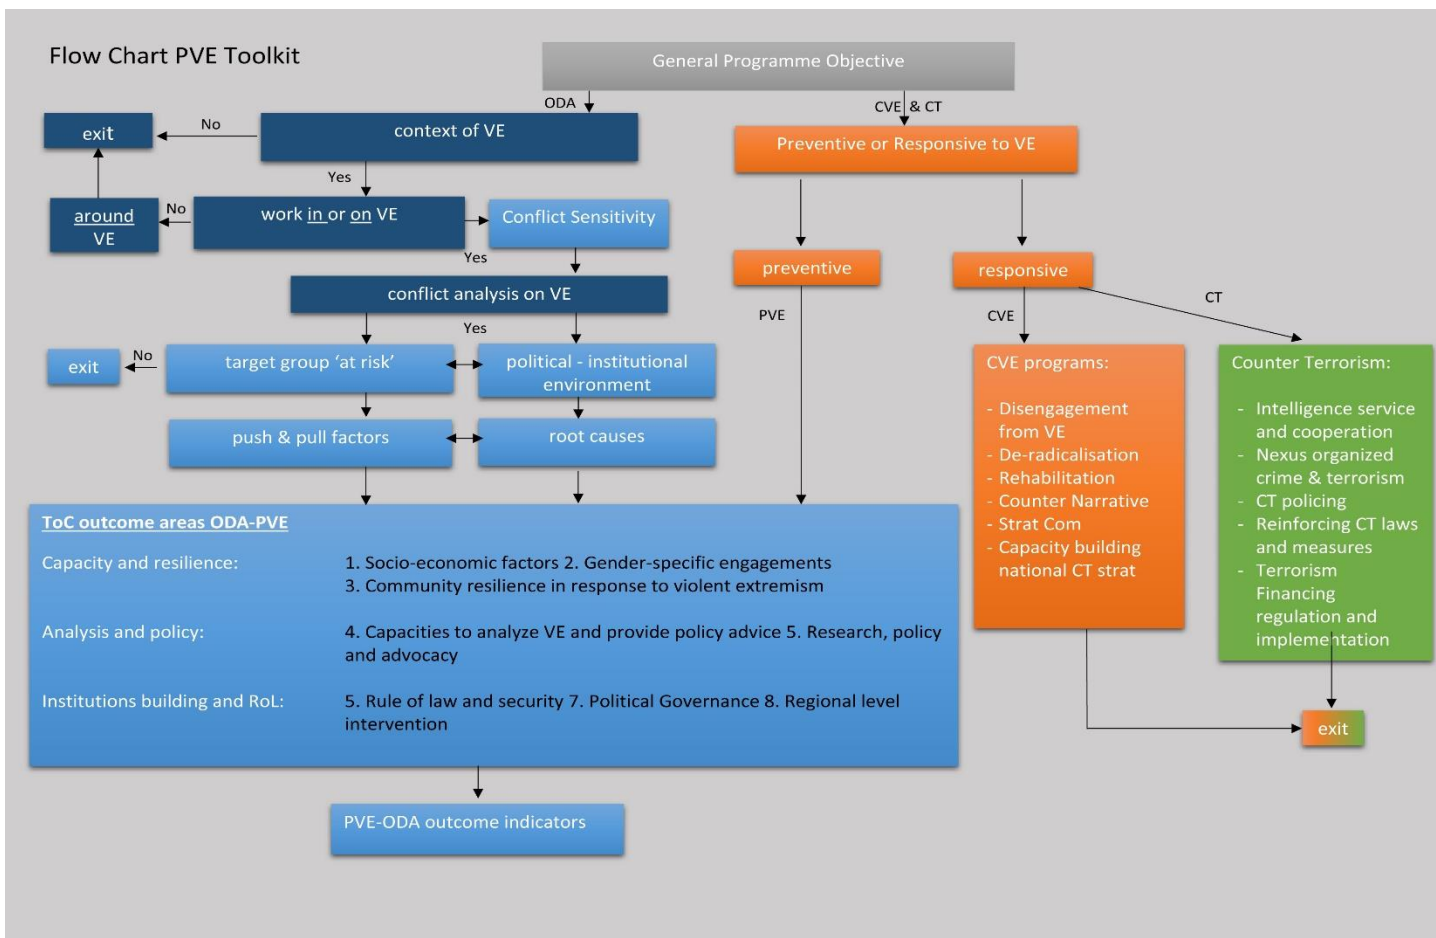 Flow Chart PVE Toolkit
General Programme Objective
ODA
CVE & CT
exit
No
context of VE
Preventive or Responsive to VE
Yes
around
VE
No
work in or on VE
Conflict Sensitivity
Yes
preventive
responsive
conflict analysis on VE
PVE
CVE
CT
Yes
exit
No
target group ‘at risk’
political - institutional
environment
push & pull factors
root causes
CVE programs:
- Disengagement
from VE
- De-radicalisation
- Rehabilitation
- Counter Narrative
- Strat Com
- Capacity building
national CT strat
Counter Terrorism:
- Intelligence service
and cooperation
- Nexus organized
crime & terrorism
- CT policing
- Reinforcing CT laws
and measures
- Terrorism
Financing
regulation and
implementation
exit
ToC outcome areas ODA-PVE
Capacity and resilience: 1. Socio-economic factors 2. Gender-specific engagements
3. Community resilience in response to violent extremism
Analysis and policy: 4. Capacities to analyze VE and provide policy advice 5. Research, policy
and advocacy
Institutions building and RoL: 5. Rule of law and security 7. Political Governance 8. Regional level
intervention
PVE-ODA outcome indicators